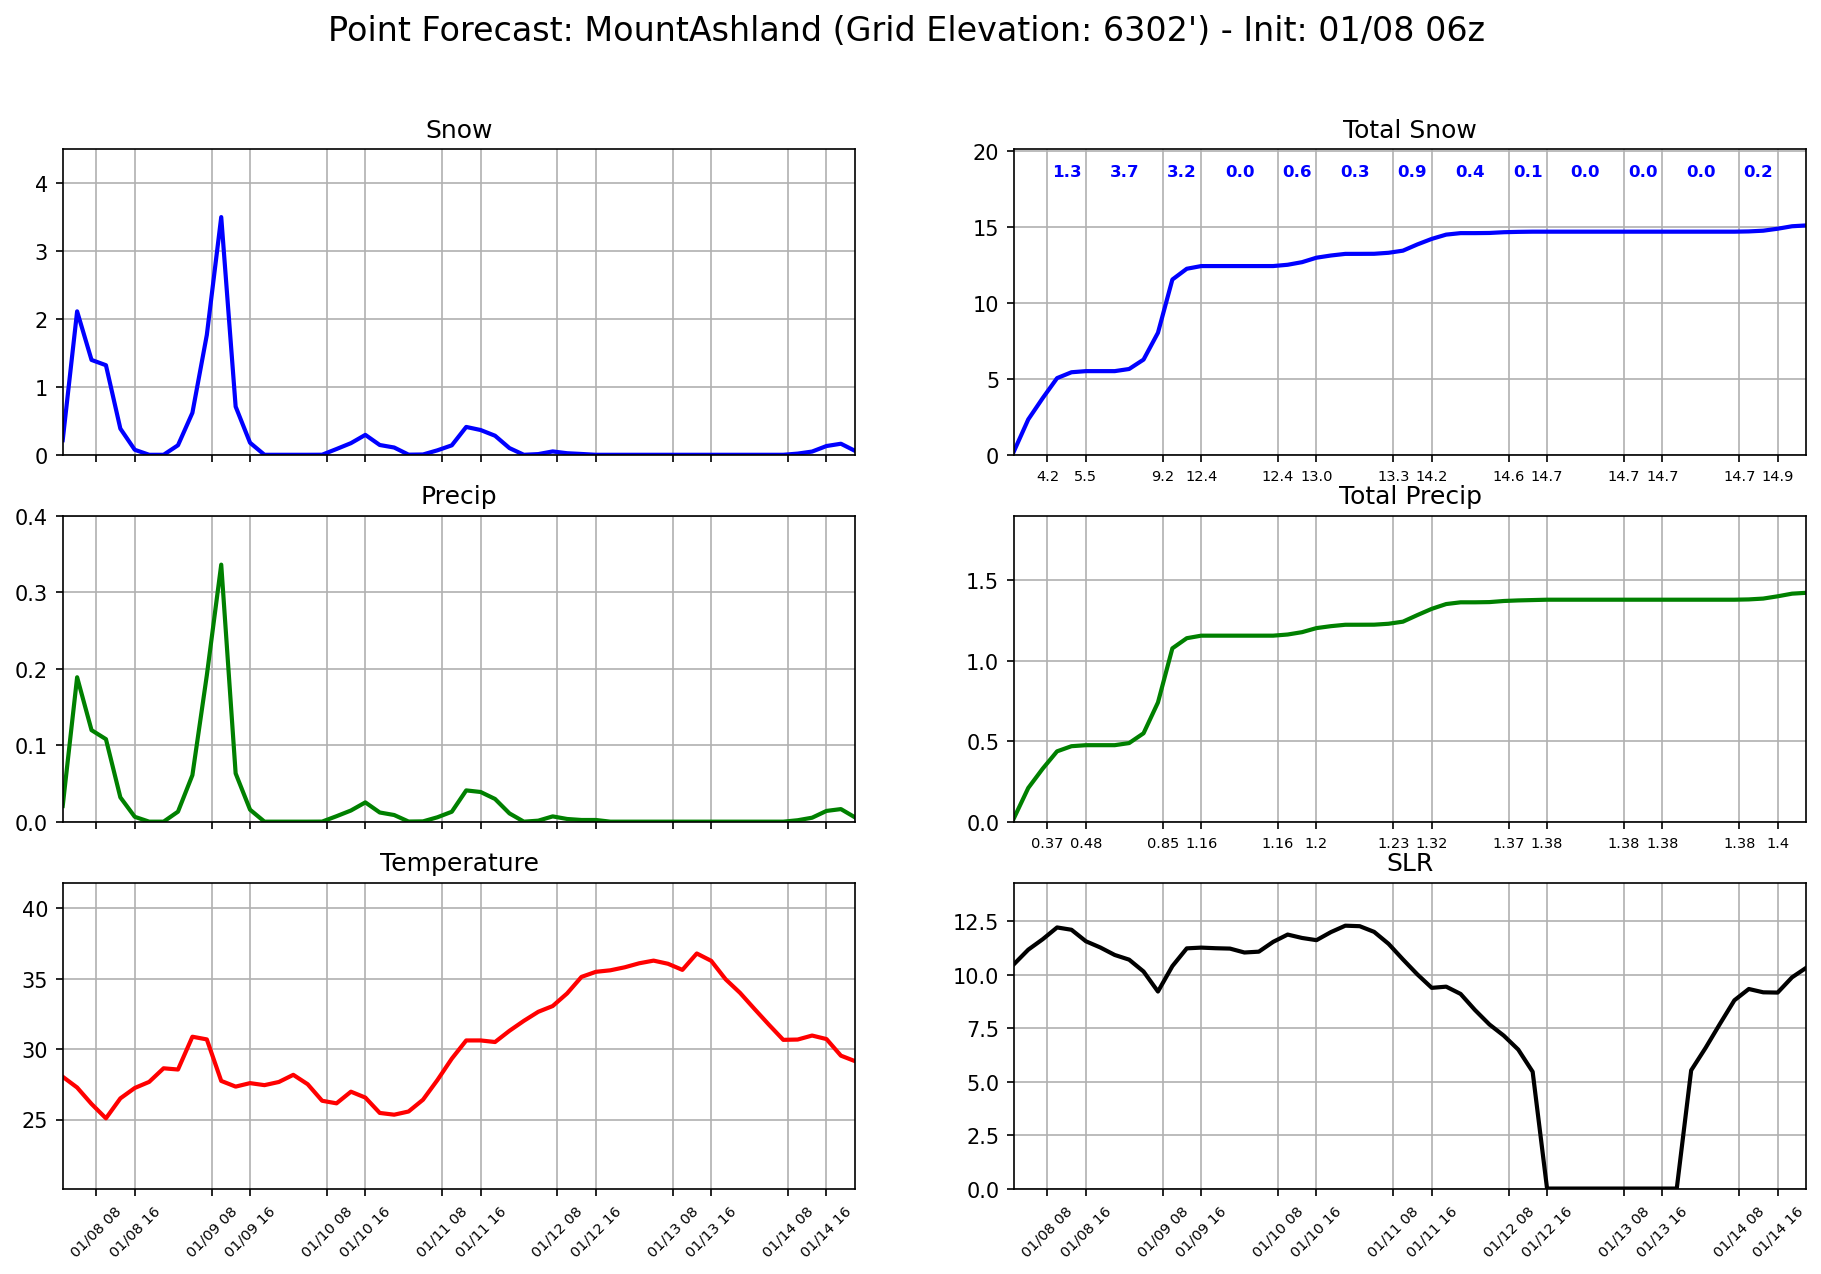 Point Forecast: MountAshland (Grid Elevation: 6302') - Init: 01/08 06z
Snow
4
3
2
1
0
Total Snow
20
15
10
5
0
1.3 3.7 3.2 0.0 0.6 0.3 0.9 0.4 0.1 0.0 0.0 0.0 0.2
4.2 5.5 9.2 12.4 12.4 13.0 13.3 14.2 14.6 14.7 14.7 14.7 14.7 14.9
Precip
0.4
0.3
0.2
0.1
0.0
Total Precip
1.5
1.0
0.5
0.0
0.37 0.48 0.85 1.16 1.16 1.2 1.23 1.32 1.37 1.38 1.38 1.38 1.38 1.4
Temperature
40
35
30
25
01/08 08 01/08 16 01/09 08 01/09 16 01/10 08 01/10 16 01/11 08 01/11 16 01/12 08 01/12 16 01/13 08 01/13 16 01/14 08 01/14 16
SLR
12.5
10.0
7.5
5.0
2.5
0.0
01/08 08 01/08 16 01/09 08 01/09 16 01/10 08 01/10 16 01/11 08 01/11 16 01/12 08 01/12 16 01/13 08 01/13 16 01/14 08 01/14 16